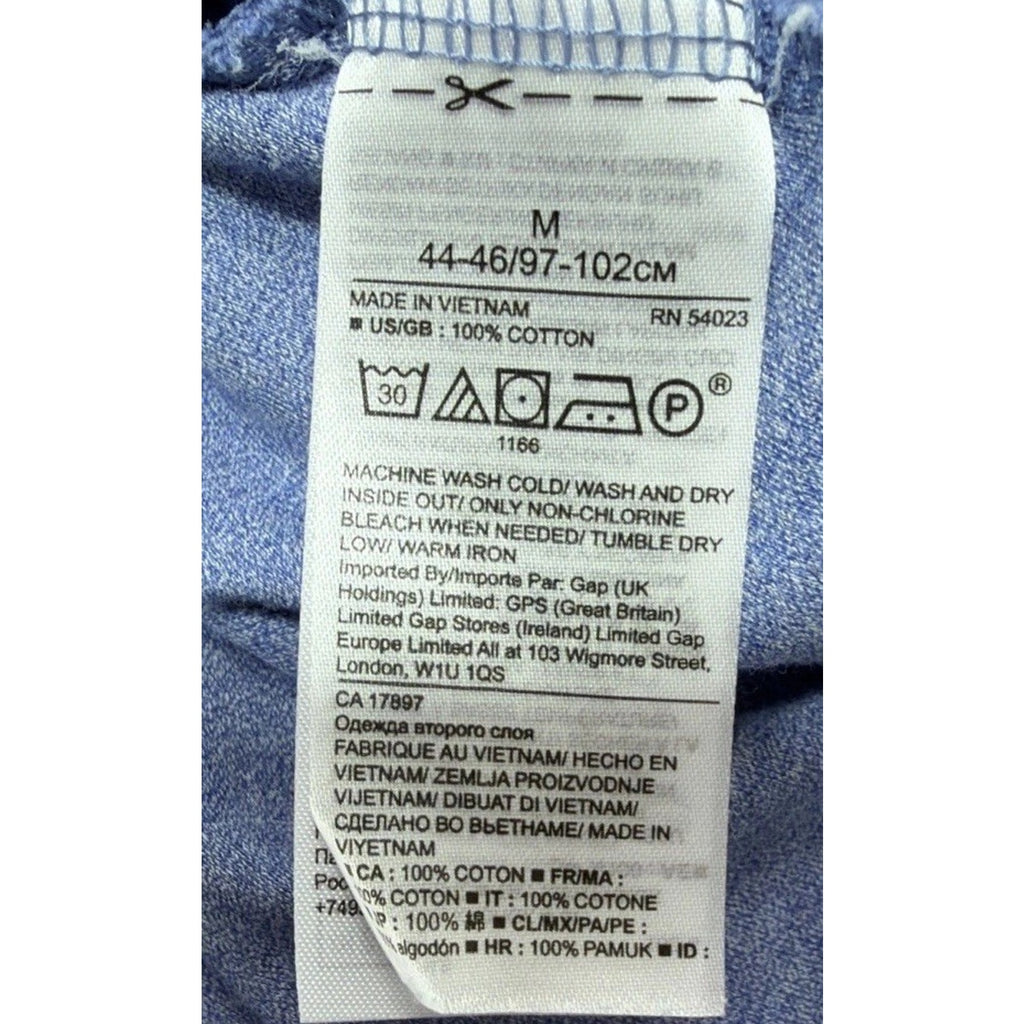 M
44-46/97-102СМ
MADE IN VIETNAM RN 54023
■ US/GB : 100% COTTON
30 P ®
1166
MACHINE WASH COLD/ WASH AND DRY
INSIDE OUT/ ONLY NON-CHLORINE
BLEACH WHEN NEEDED/ TUMBLE DRY
LOW/ WARM IRON
Imported By/Importe Par: Gap (UK
Holdings) Limited: GPS (Great Britain)
Limited Gap Stores (Ireland) Limited Gap
Europe Limited All at 103 Wigmore Street,
London, W1U 1QS
CA 17897
Одежда второго слоя
FABRIQUE AU VIETNAM/ HECHO EN
VIETNAM/ ZEMLJA PROIZVODNJE
VIJETNAM/ DIBUAT DI VIETNAM/
СДЕЛАНО ВО ВЬЕТНАМЕ/ MADE IN
VIYETNAM
CA : 100% COTON ■ FR/MA :
0% COTON ■ IT : 100% COTONE
P : 100% 綿 ■ CL/MX/PA/PE :
algodón ■ HR : 100% PAMUK ■ ID :